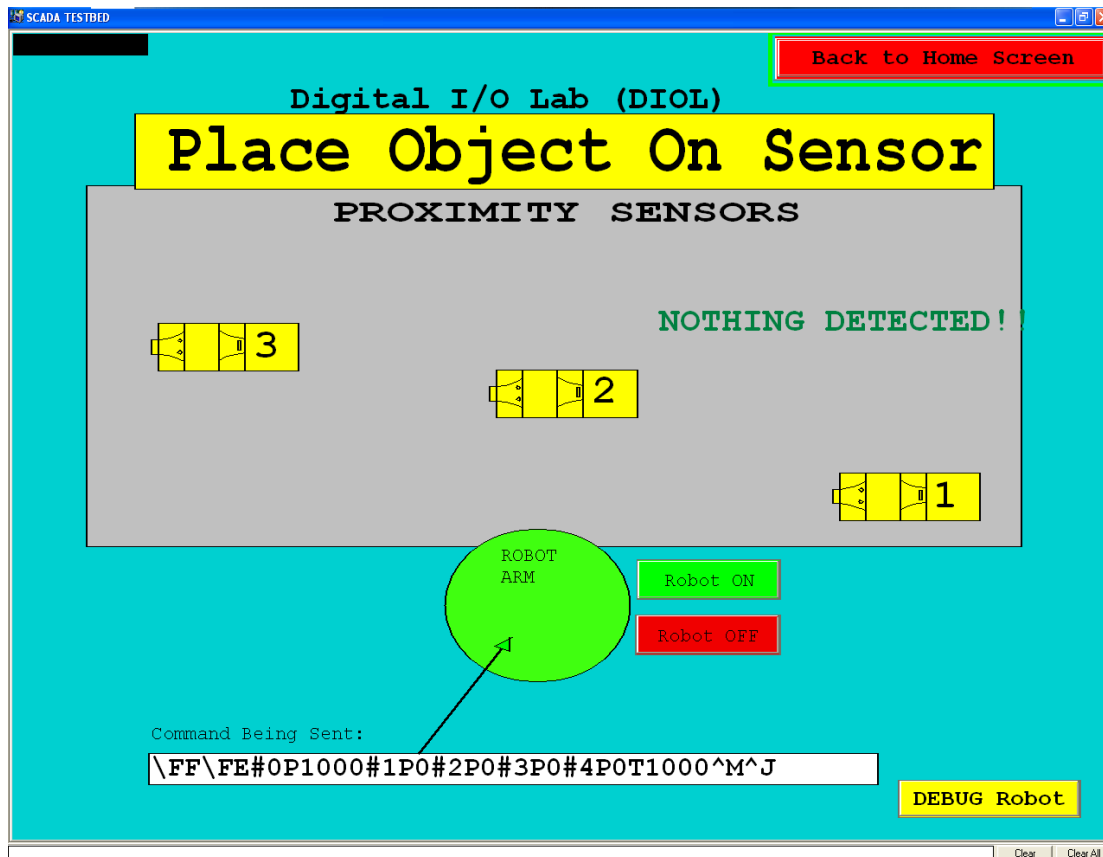 SCADA TESTBED
Back to Home Screen
Digital I/O Lab (DIOL)
Place Object On Sensor
PROXIMITY SENSORS
NOTHING DETECTED!!
3
2
1
ROBOT
ARM
Robot ON
Robot OFF
Command Being Sent:
\FF\FE#0P1000#1P0#2P0#3P0#4P0T1000^M^J
DEBUG Robot
Clear
Clear All